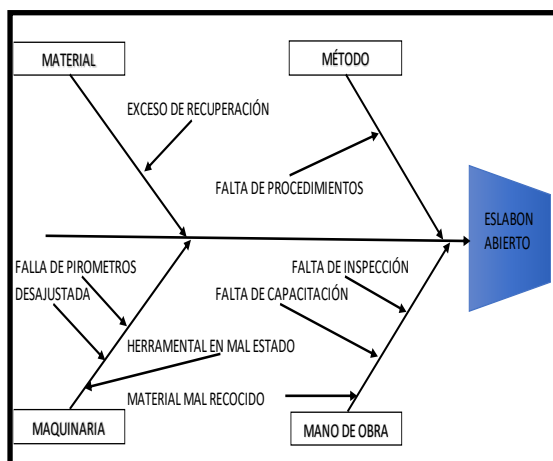 MATERIAL
MÉTODO
EXCESO DE RECUPERACIÓN
FALTA DE PROCEDIMIENTOS
ESLABON
ABIERTO
FALLA DE PIROMETROS
FALTA DE INSPECCIÓN
DESAJUSTADA
FALTA DE CAPACITACIÓN
HERRAMENTAL EN MAL ESTADO
MATERIAL MAL RECOCIDO
MAQUINARIA
MANO DE OBRA